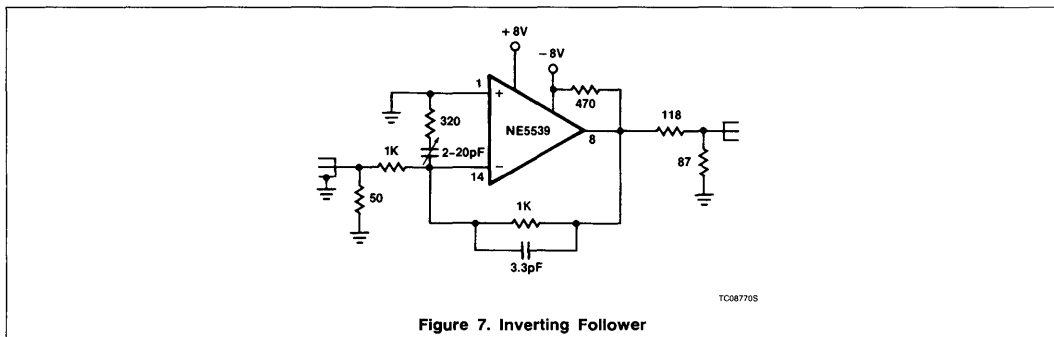 + 8V
− 8V
1
+
470
320
NE5539
118
8
1K
2–20pF
−
87
14
50
1K
3.3pF
TC08770S
Figure 7. Inverting Follower